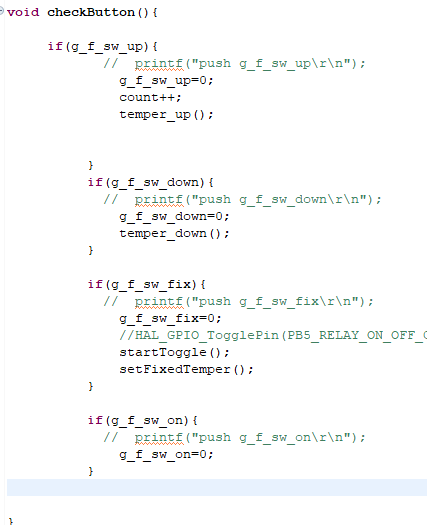 void checkButton(){
if(g_f_sw_up){
// printf("push g_f_sw_up\r\n");
g_f_sw_up=0;
count++;
temper_up();
}
if(g_f_sw_down){
// printf("push g_f_sw_down\r\n");
g_f_sw_down=0;
temper_down();
}
if(g_f_sw_fix){
// printf("push g_f_sw_fix\r\n");
g_f_sw_fix=0;
//HAL_GPIO_TogglePin(PB5_RELAY_ON_OFF_
startToggle();
setFixedTemper();
}
if(g_f_sw_on){
// printf("push g_f_sw_on\r\n");
g_f_sw_on=0;
}
}